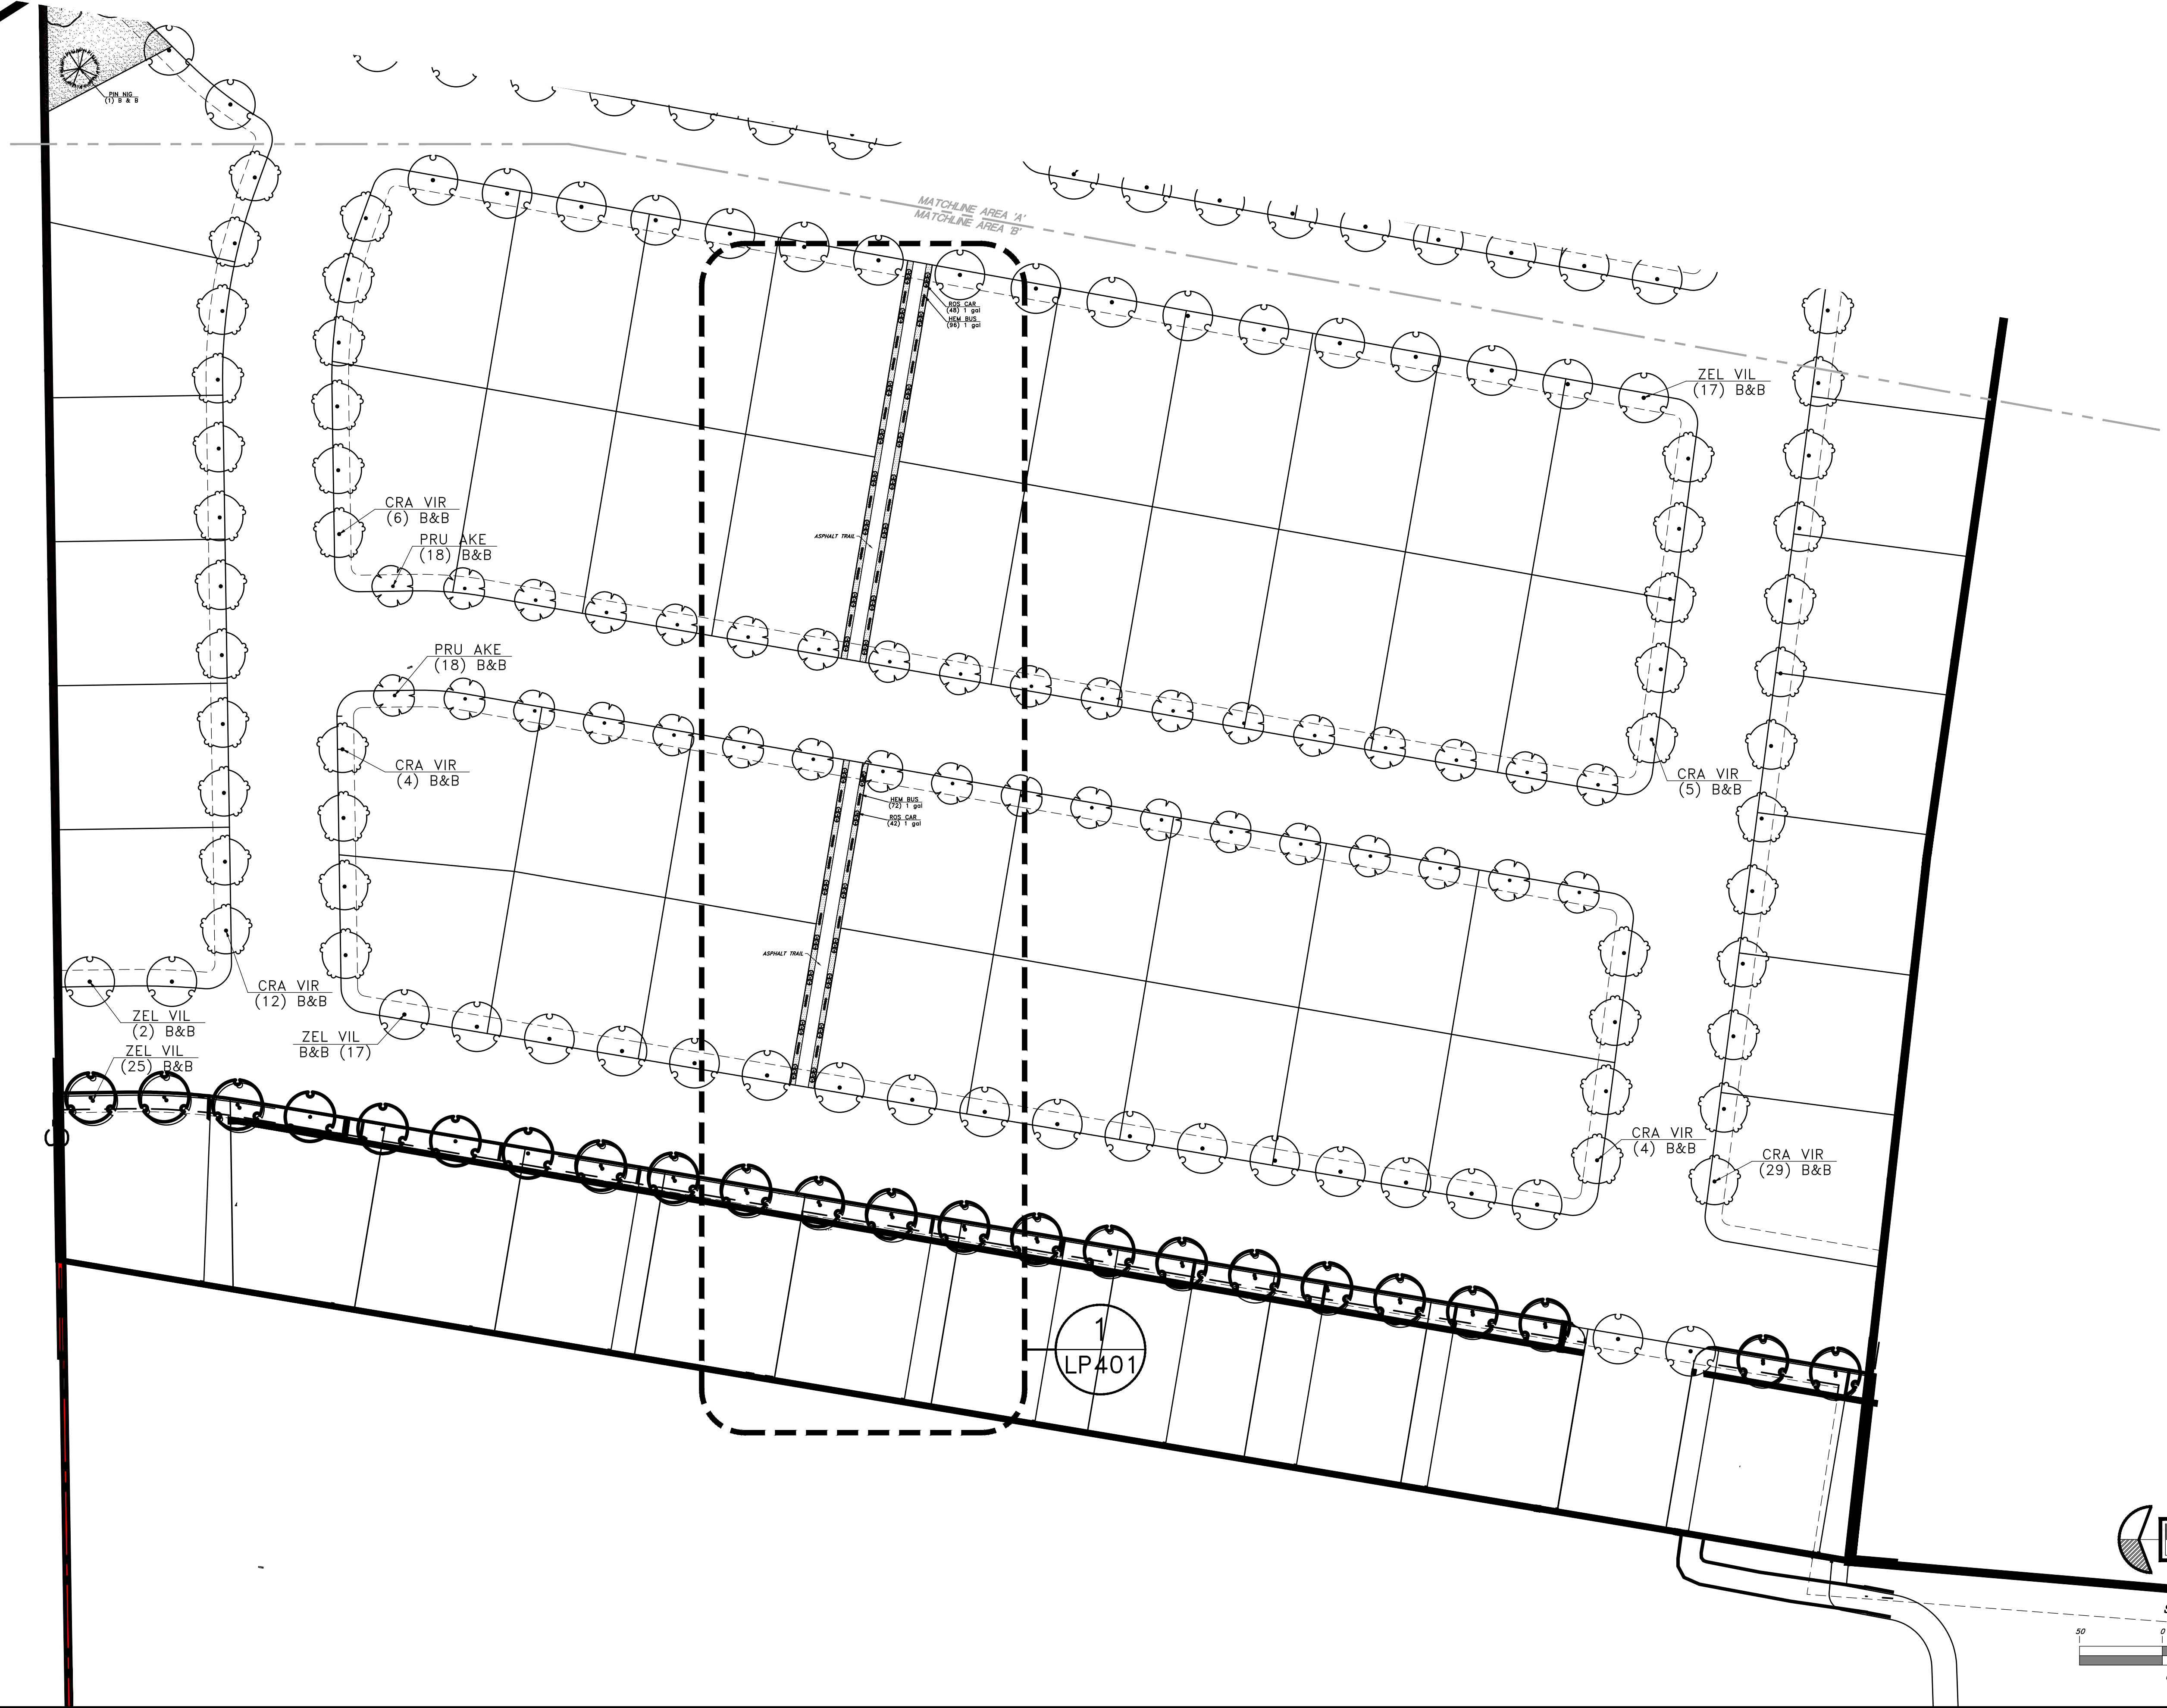 PIN NIG
(1) B & B
MATCHLINE AREA 'A'
MATCHLINE AREA 'B'
ROS CAR
(48) 1 gal
HEM BUS
(96) 1 gal
ZEL VIL
(17) B&B
CRA VIR
(6) B&B
PRU AKE
(18) B&B
ASPHALT TRAIL
PRU AKE
(18) B&B
CRA VIR
(4) B&B
CRA VIR
(5) B&B
HEM BUS
(72) 1 gal
ROS CAR
(42) 1 gal
ASPHALT TRAIL
CRA VIR
(12) B&B
ZEL VIL
(2) B&B
ZEL VIL
B&B (17)
ZEL VIL
(25) B&B
CRA VIR
(4) B&B
CRA VIR
(29) B&B
1
LP401
50
0